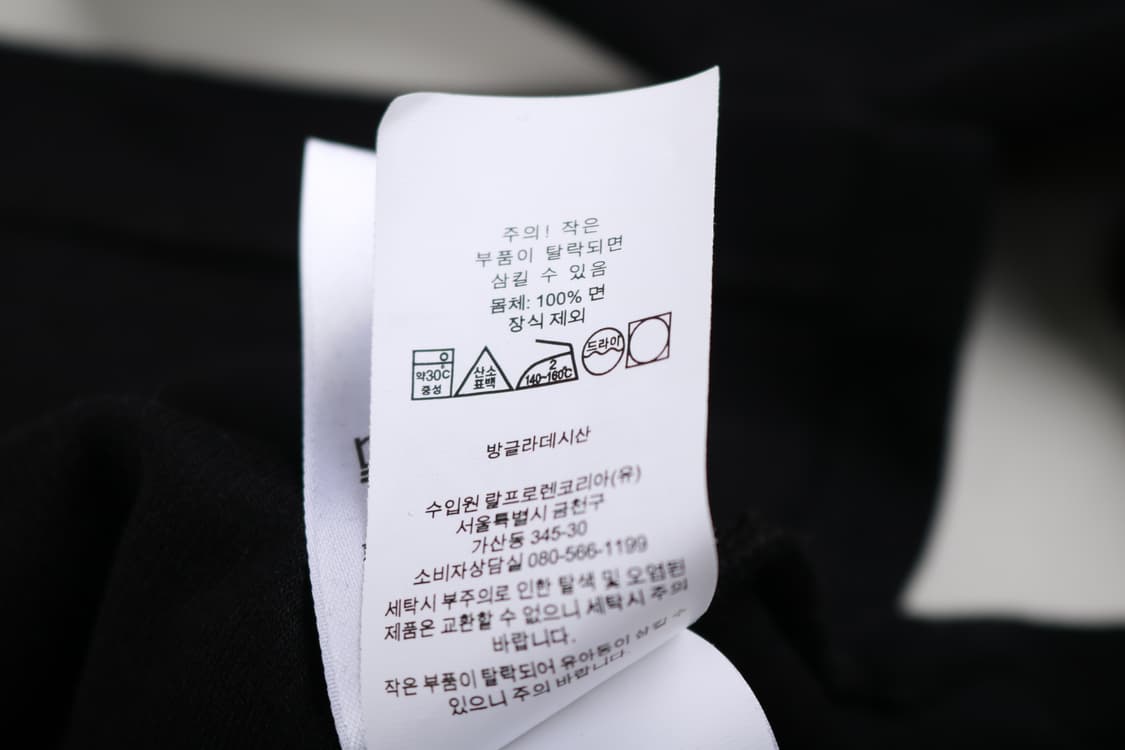 주의! 작은
부품이 탈락되면
삼킬 수 있음
몸체: 100% 면
장식 제외
약30℃
중성
산소
표백
2
140~160℃
드라이
방글라데시산
수입원 랄프로렌코리아(유)
서울특별시 금천구
가산동 345-30
소비자상담실 080-566-1199
세탁시 부주의로 인한 탈색 및 오염된
제품은 교환할 수 없으니 세탁시 주의
바랍니다.
작은 부품이 탈락되어 유아동이 삼킬 수
있으니 주의 바랍니다.